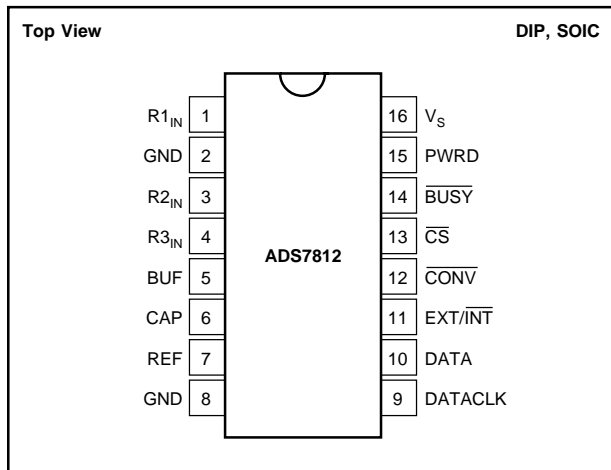 Top View DIP, SOIC
R1IN 1 16 VS
GND 2 15 PWRD
R2IN 3 14 BUSY
R3IN 4 13 CS
ADS7812
BUF 5 12 CONV
CAP 6 11 EXT/INT
REF 7 10 DATA
GND 8 9 DATACLK